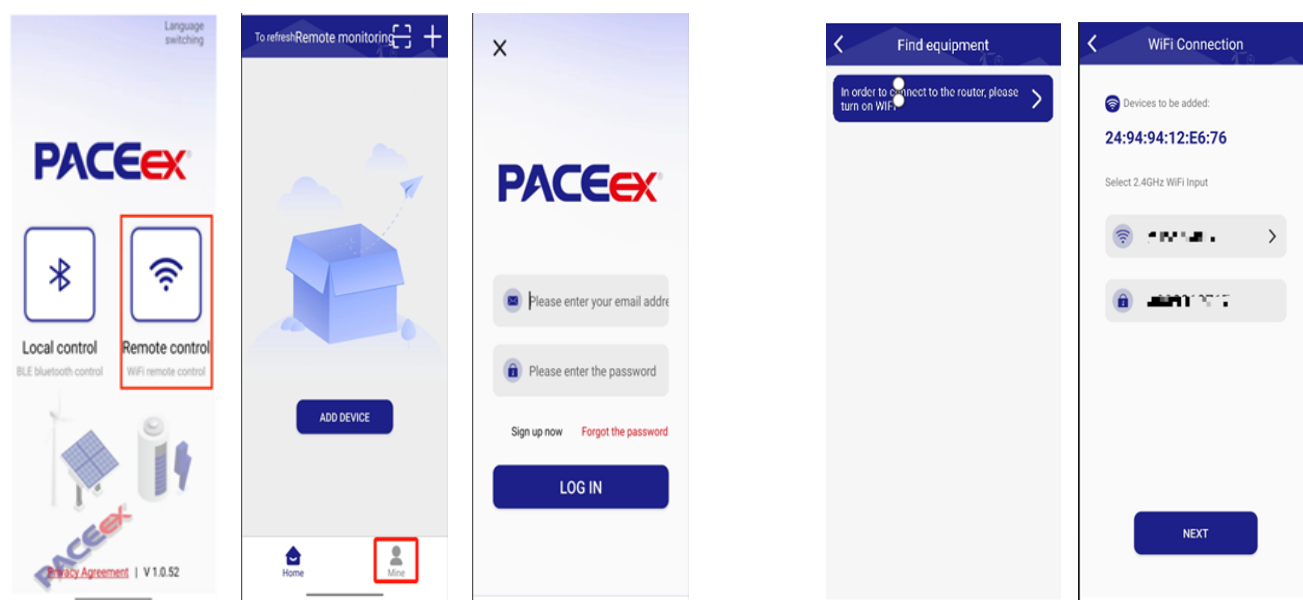 Language
switching
PACEex
Local control
BLE bluetooth control
Remote control
WiFi remote control
PACEex
Privacy Agreement | V 1.0.52
To refresh Remote monitoring
ADD DEVICE
Home
Mine
PACEex
Please enter your email addre
Please enter the password
Sign up now
Forgot the password
LOG IN
Find equipment
In order to connect to the router, please
turn on WIFI
WiFi Connection
Devices to be added:
24:94:94:12:E6:76
Select 2.4GHz WiFi Input
NEXT